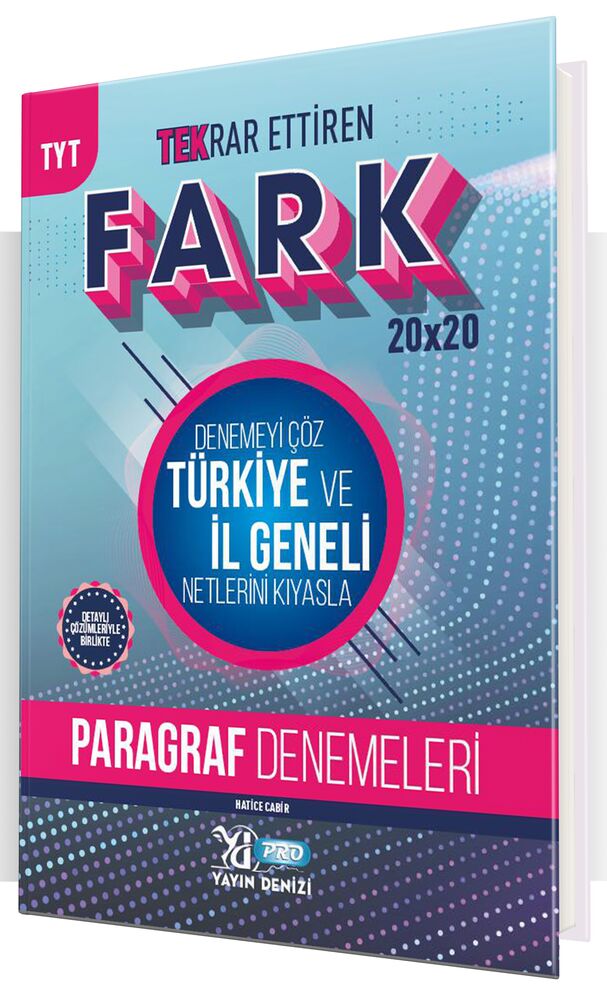 TYT
TEKRAR ETTİREN
FARK
20x20
DENEMEYİ ÇÖZ
TÜRKİYE VE
İL GENELİ
NETLERİNİ KIYASLA
DETAYLI
ÇÖZÜMLERİYLE
BİRLİKTE
PARAGRAF DENEMELERİ
HATİCE CABİR
YD PRO
YAYIN DENİZİ